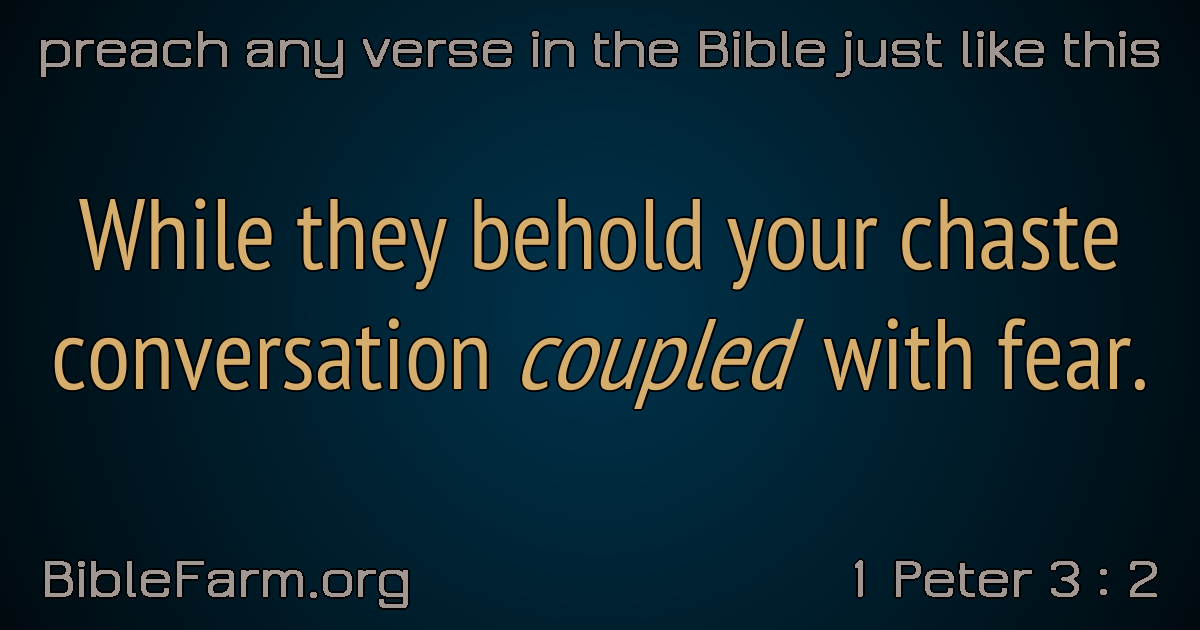 preach any verse in the Bible just like this
While they behold your chaste
conversation coupled with fear.
BibleFarm.org
1 Peter 3 : 2